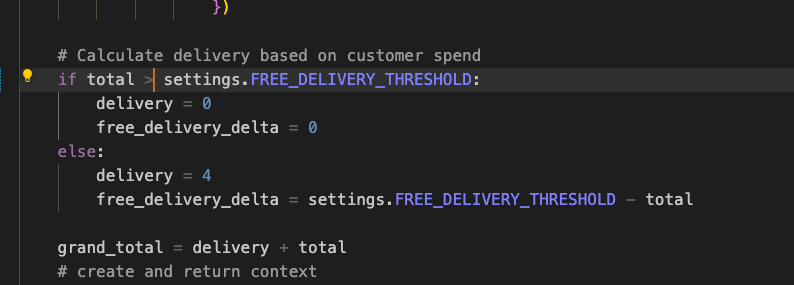 })
# Calculate delivery based on customer spend
if total > settings.FREE_DELIVERY_THRESHOLD:
delivery = 0
free_delivery_delta = 0
else:
delivery = 4
free_delivery_delta = settings.FREE_DELIVERY_THRESHOLD - total
grand_total = delivery + total
# create and return context